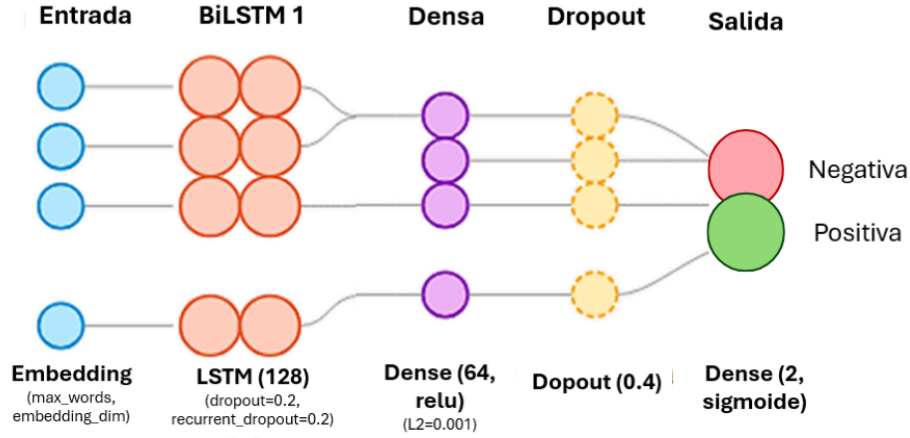 Entrada
BiLSTM 1
Densa
Dropout
Salida
Negativa
Positiva
Embedding
(max_words,
embedding_dim)
LSTM (128)
(dropout=0.2,
recurrent_dropout=0.2)
Dense (64,
relu)
(L2=0.001)
Dopout (0.4)
Dense (2,
sigmoide)